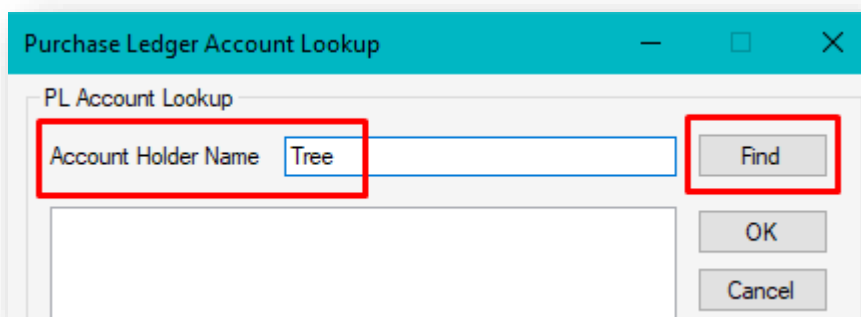 Purchase Ledger Account Lookup
PL Account Lookup
Account Holder Name Tree Find
OK
Cancel